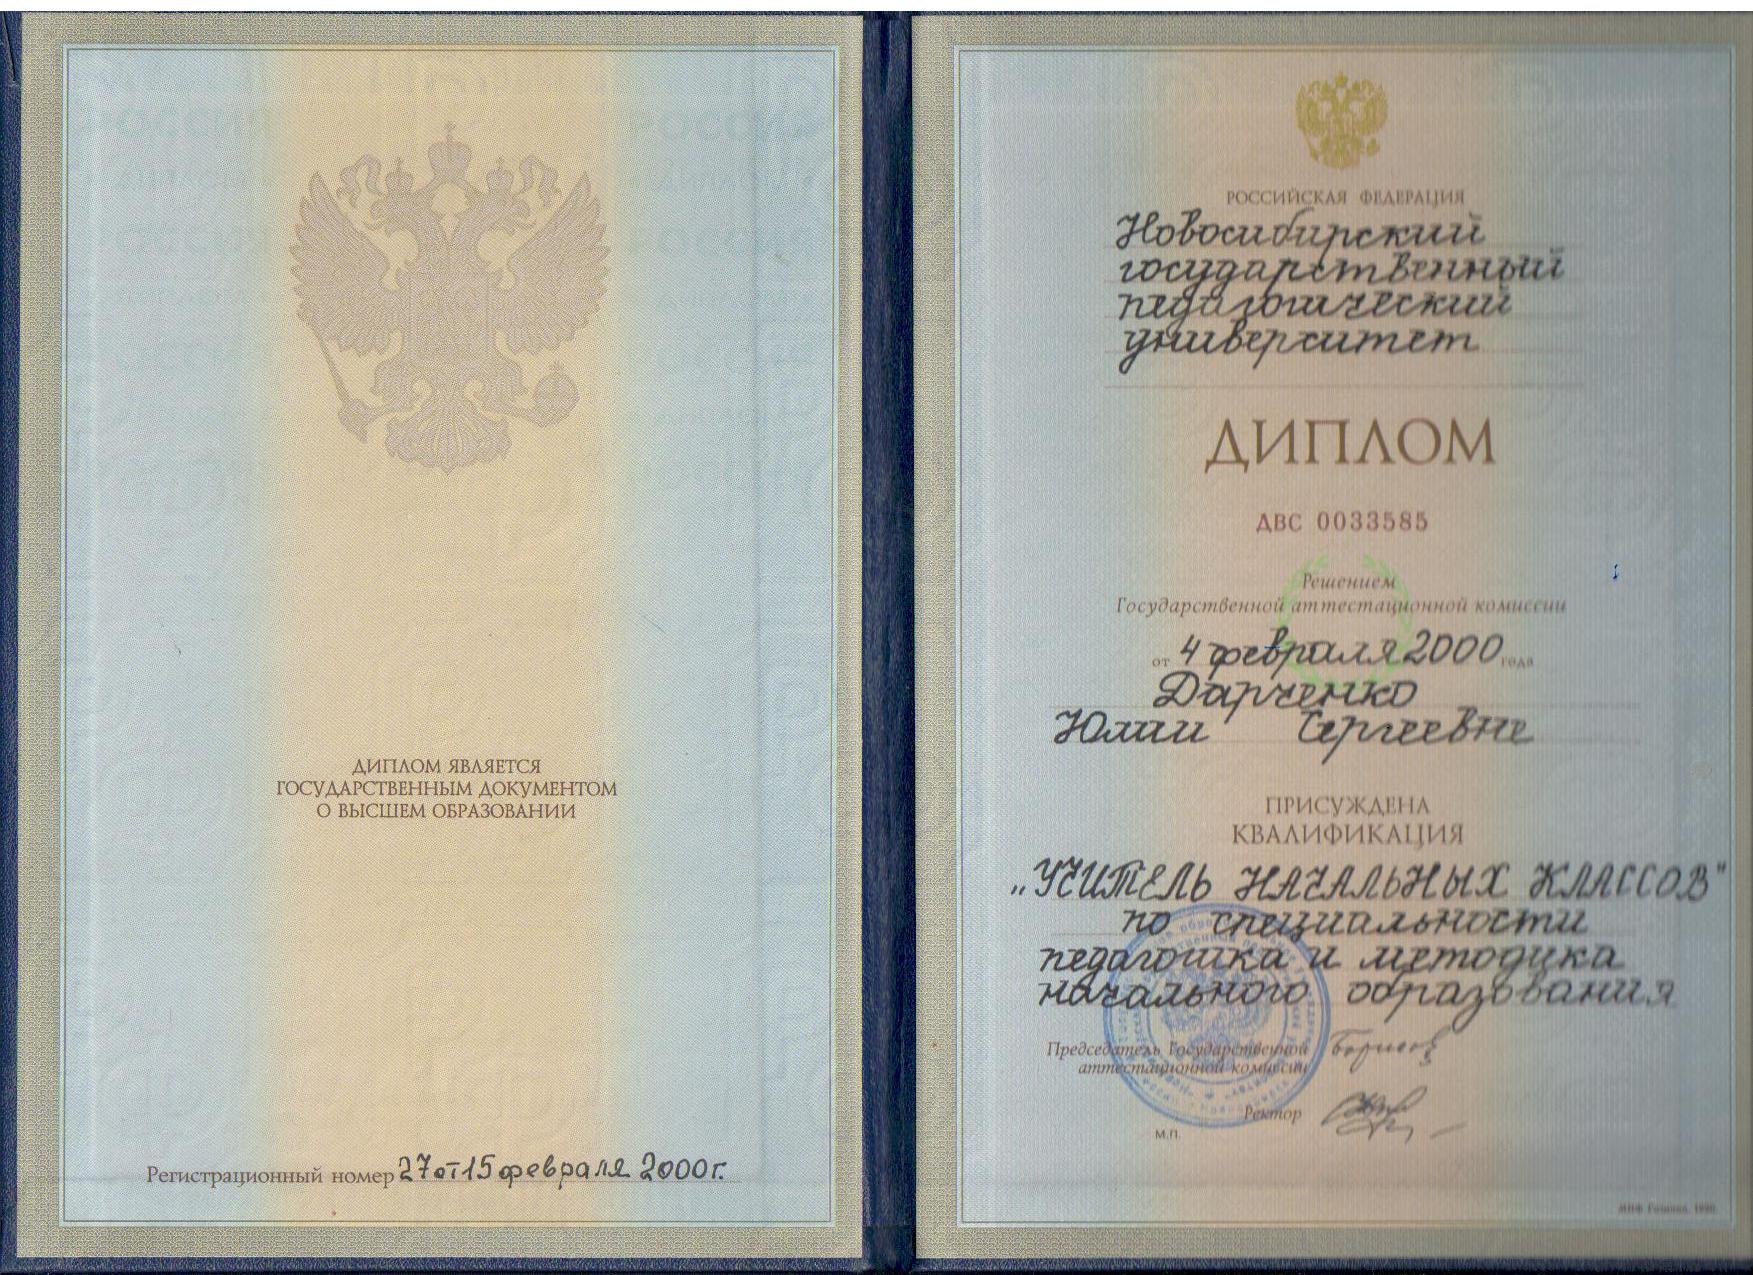 ДИПЛОМ ЯВЛЯЕТСЯ
ГОСУДАРСТВЕННЫМ ДОКУМЕНТОМ
О ВЫСШЕМ ОБРАЗОВАНИИ
Регистрационный номер 27 от 15 февраля 2000г.
РОССИЙСКАЯ ФЕДЕРАЦИЯ
Новосибирский
государственный
педагогический
университет
ДИПЛОМ
ДВС 0033585
Решением
Государственной аттестационной комиссии
от 4 февраля 2000 года
Дарченко
Юлии Сергеевне
ПРИСУЖДЕНА
КВАЛИФИКАЦИЯ
„УЧИТЕЛЬ НАЧАЛЬНЫХ КЛАССОВ"
по специальности
педагогика и методика
начального образования
Председатель Государственной
аттестационной комиссии
Ректор
М.П.